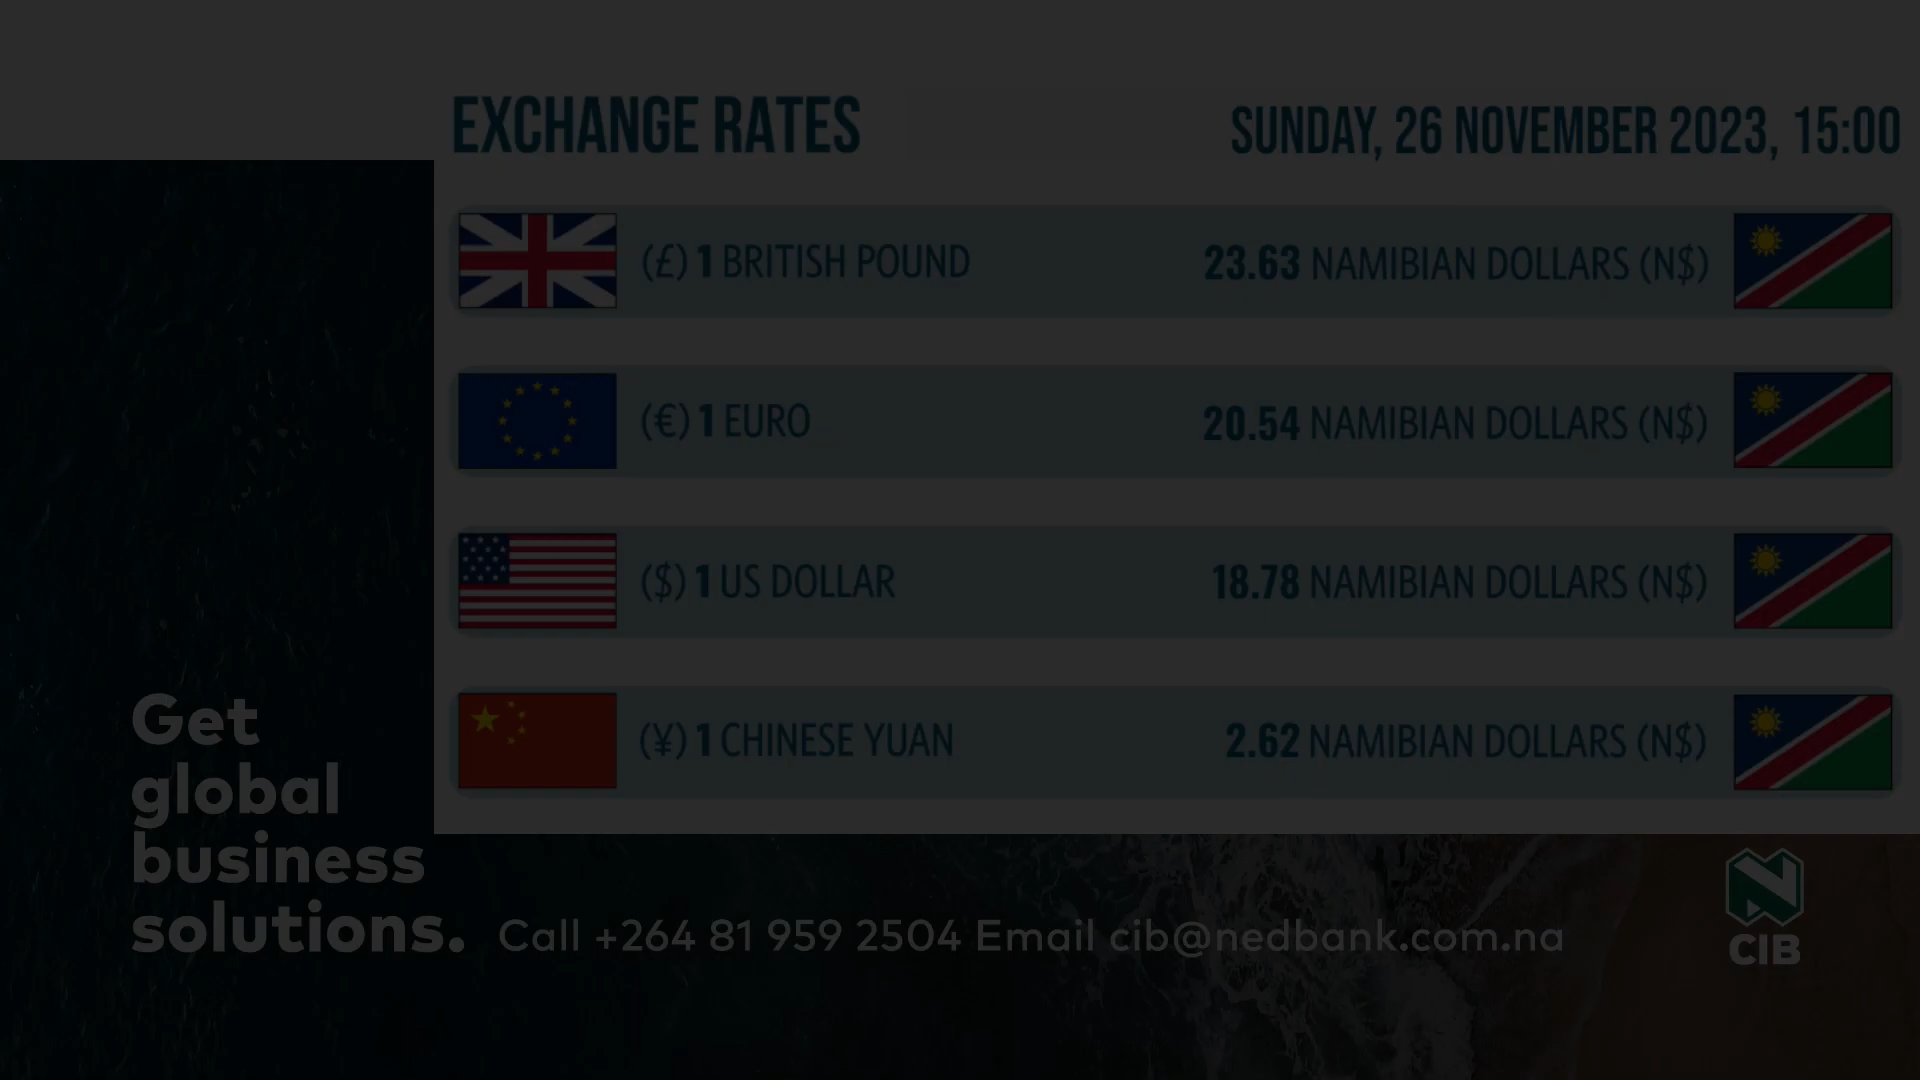 EXCHANGE RATES
SUNDAY, 26 NOVEMBER 2023, 15:00
(£) 1 BRITISH POUND 23.63 NAMIBIAN DOLLARS (N$)
(€) 1 EURO 20.54 NAMIBIAN DOLLARS (N$)
($) 1 US DOLLAR 18.78 NAMIBIAN DOLLARS (N$)
(¥) 1 CHINESE YUAN 2.62 NAMIBIAN DOLLARS (N$)
Get
global
business
solutions.
Call +264 81 959 2504 Email cib@nedbank.com.na
CIB